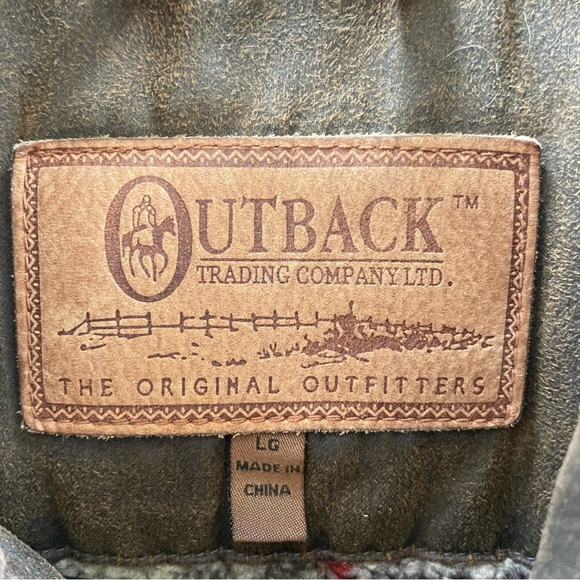 OUTBACK™
TRADING COMPANY LTD.
THE ORIGINAL OUTFITTERS
LG
MADE IN
CHINA